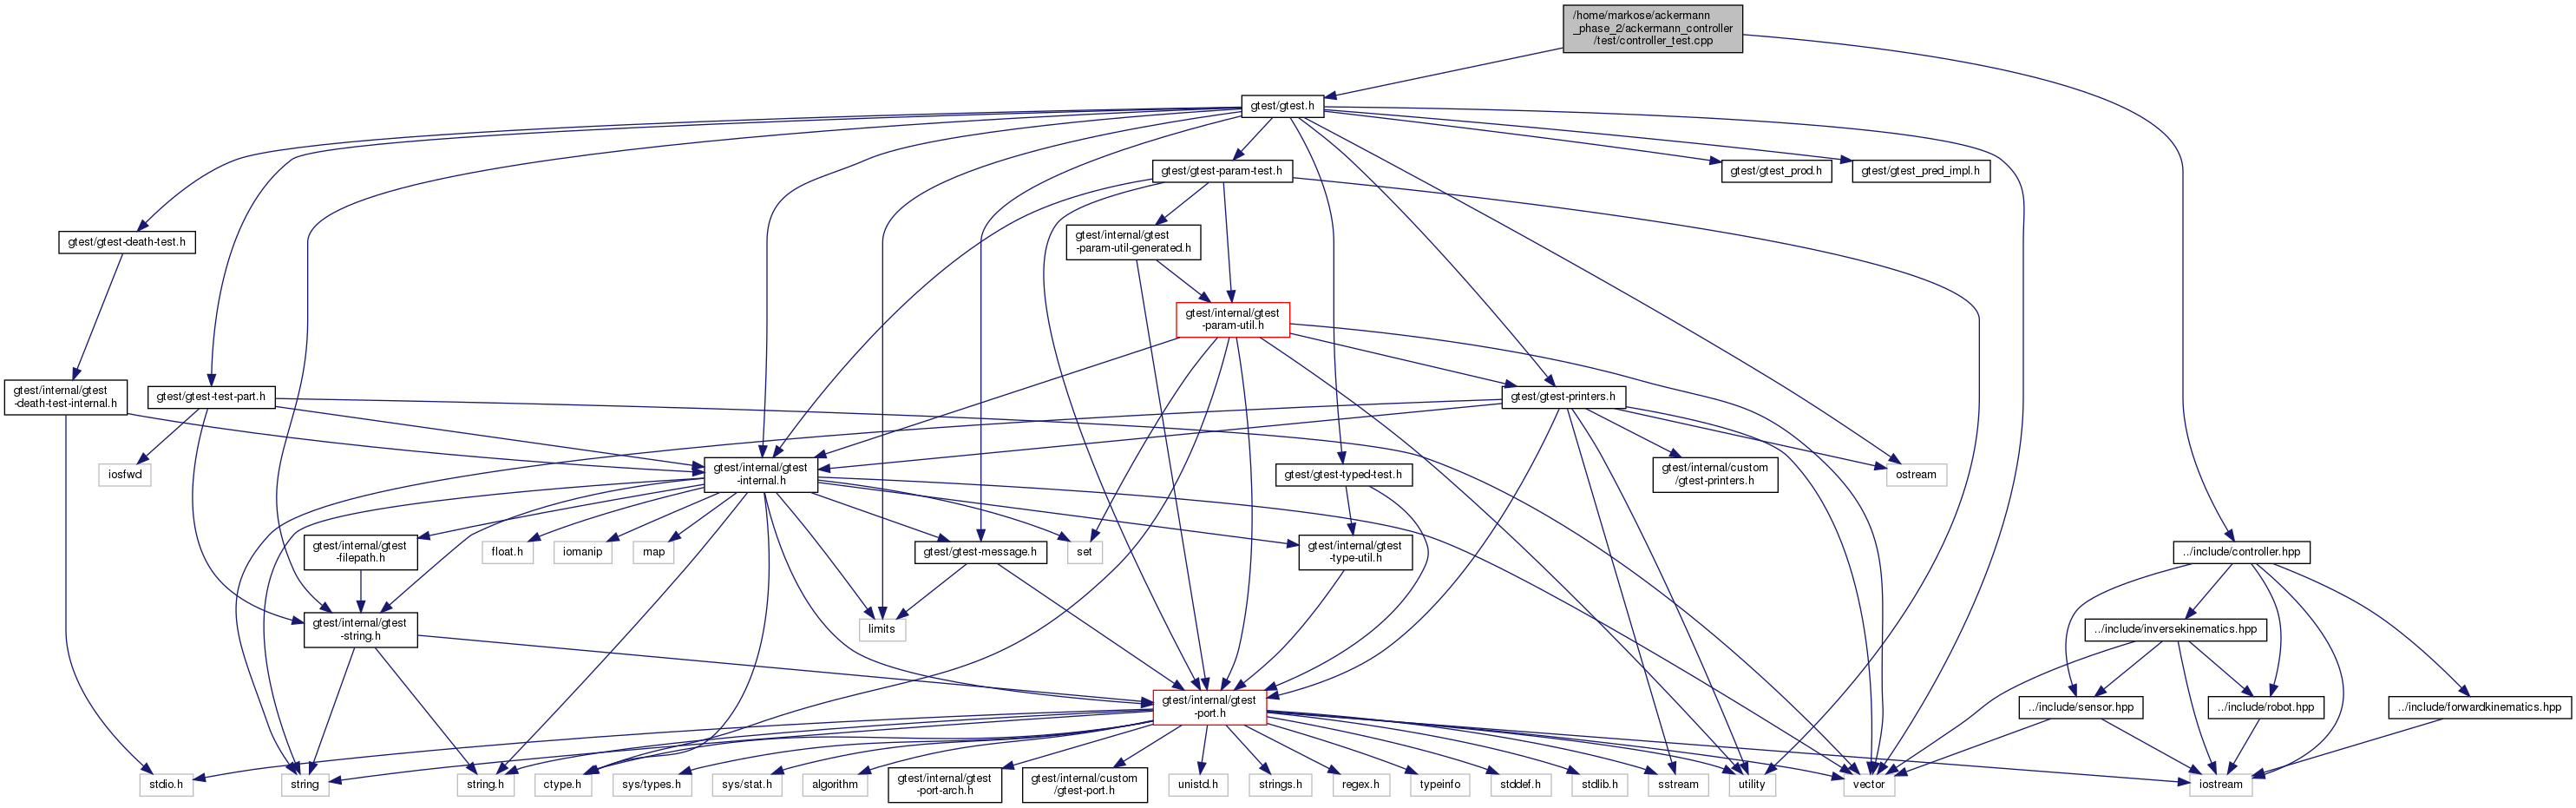 /home/markose/ackermann
_phase_2/ackermann_controller
/test/controller_test.cpp
gtest/gtest.h
gtest/gtest-param-test.h
gtest/gtest_prod.h
gtest/gtest_pred_impl.h
gtest/gtest-death-test.h
gtest/internal/gtest
-param-util-generated.h
gtest/internal/gtest
-param-util.h
gtest/internal/gtest
-death-test-internal.h
gtest/gtest-test-part.h
gtest/gtest-printers.h
iosfwd
gtest/internal/gtest
-internal.h
gtest/gtest-typed-test.h
gtest/internal/custom
/gtest-printers.h
ostream
gtest/internal/gtest
-filepath.h
float.h
iomanip
map
gtest/gtest-message.h
set
gtest/internal/gtest
-type-util.h
../include/controller.hpp
gtest/internal/gtest
-string.h
limits
../include/inversekinematics.hpp
gtest/internal/gtest
-port.h
../include/sensor.hpp
../include/robot.hpp
../include/forwardkinematics.hpp
stdio.h
string
string.h
ctype.h
sys/types.h
sys/stat.h
algorithm
gtest/internal/gtest
-port-arch.h
gtest/internal/custom
/gtest-port.h
unistd.h
strings.h
regex.h
typeinfo
stddef.h
stdlib.h
sstream
utility
vector
iostream